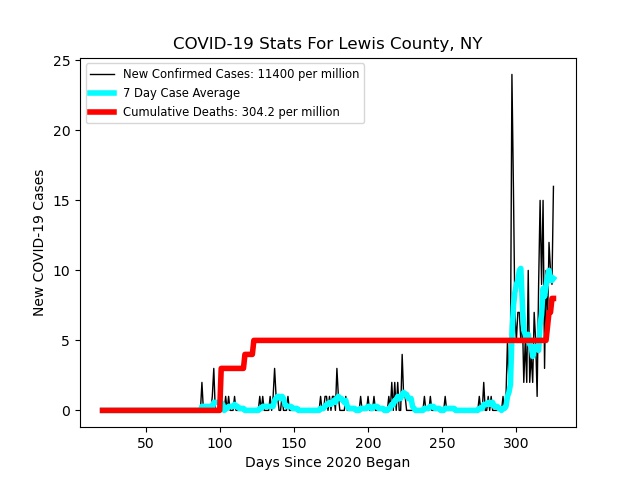 COVID-19 Stats For Lewis County, NY
New Confirmed Cases: 11400 per million
7 Day Case Average
Cumulative Deaths: 304.2 per million
New COVID-19 Cases
25
20
15
10
5
0
50 100 150 200 250 300
Days Since 2020 Began